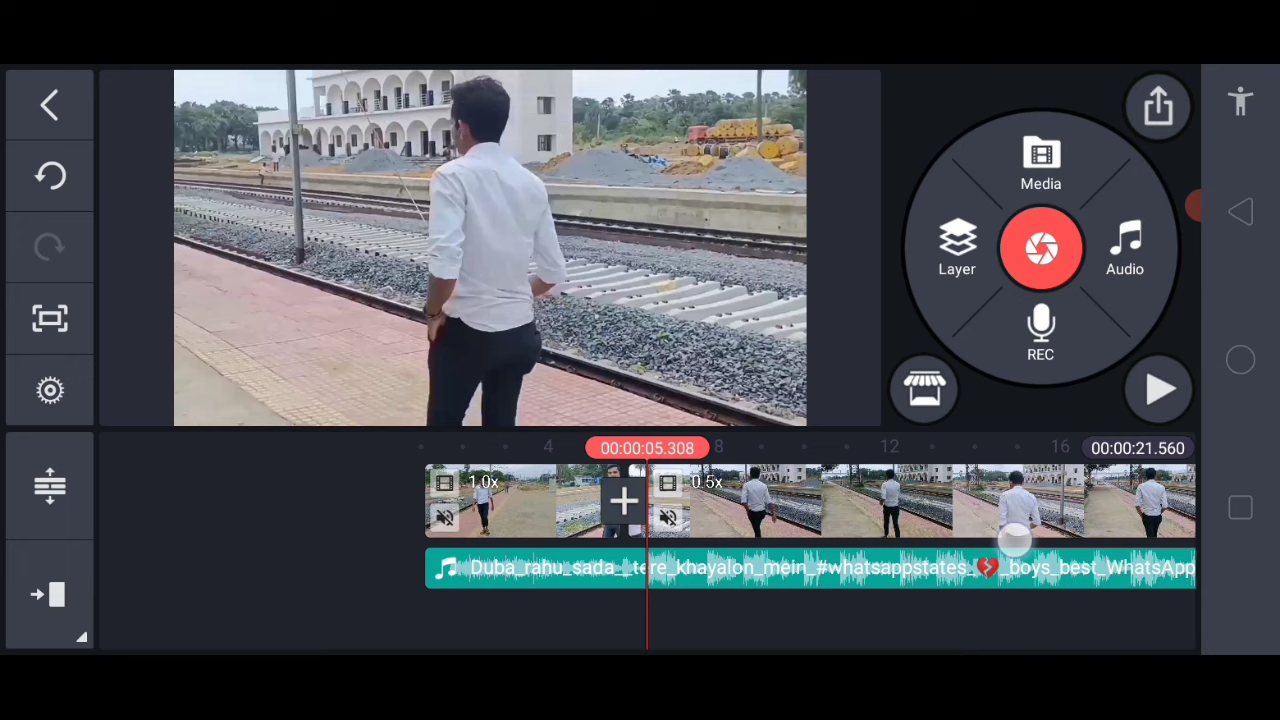 Media
Layer
Audio
REC
4
00:00:05.308
8
12
16
00:00:21.560
1.0x
0.5x
Duba_rahu_sada__tere_khayalon_mein_#whatsappstates_💔_boys_best_WhatsApp